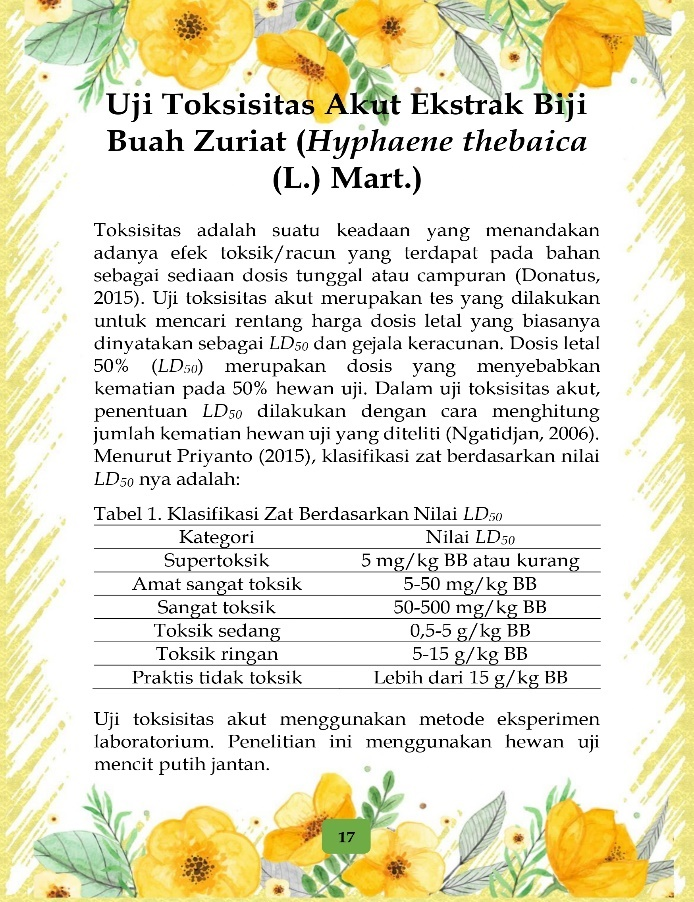 Uji Toksisitas Akut Ekstrak Biji
Buah Zuriat (Hyphaene thebaica
(L.) Mart.)
Toksisitas adalah suatu keadaan yang menandakan
adanya efek toksik/racun yang terdapat pada bahan
sebagai sediaan dosis tunggal atau campuran (Donatus,
2015). Uji toksisitas akut merupakan tes yang dilakukan
untuk mencari rentang harga dosis letal yang biasanya
dinyatakan sebagai LD50 dan gejala keracunan. Dosis letal
50% (LD50) merupakan dosis yang menyebabkan
kematian pada 50% hewan uji. Dalam uji toksisitas akut,
penentuan LD50 dilakukan dengan cara menghitung
jumlah kematian hewan uji yang diteliti (Ngatidjan, 2006).
Menurut Priyanto (2015), klasifikasi zat berdasarkan nilai
LD50 nya adalah:
Tabel 1. Klasifikasi Zat Berdasarkan Nilai LD50
Kategori Nilai LD50
Supertoksik 5 mg/kg BB atau kurang
Amat sangat toksik 5-50 mg/kg BB
Sangat toksik 50-500 mg/kg BB
Toksik sedang 0,5-5 g/kg BB
Toksik ringan 5-15 g/kg BB
Praktis tidak toksik Lebih dari 15 g/kg BB
Uji toksisitas akut menggunakan metode eksperimen
laboratorium. Penelitian ini menggunakan hewan uji
mencit putih jantan.
17